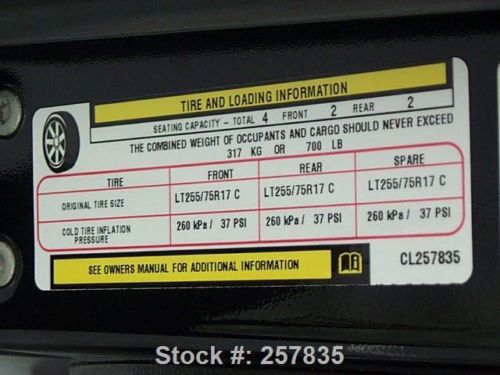 TIRE AND LOADING INFORMATION
SEATING CAPACITY - TOTAL 4 FRONT 2 REAR 2
THE COMBINED WEIGHT OF OCCUPANTS AND CARGO SHOULD NEVER EXCEED
317 KG OR 700 LB
TIRE FRONT REAR SPARE
ORIGINAL TIRE SIZE LT255/75R17 C LT255/75R17 C LT255/75R17 C
COLD TIRE INFLATION PRESSURE 260 kPa / 37 PSI 260 kPa / 37 PSI 260 kPa / 37 PSI
SEE OWNERS MANUAL FOR ADDITIONAL INFORMATION
CL257835
Stock #: 257835